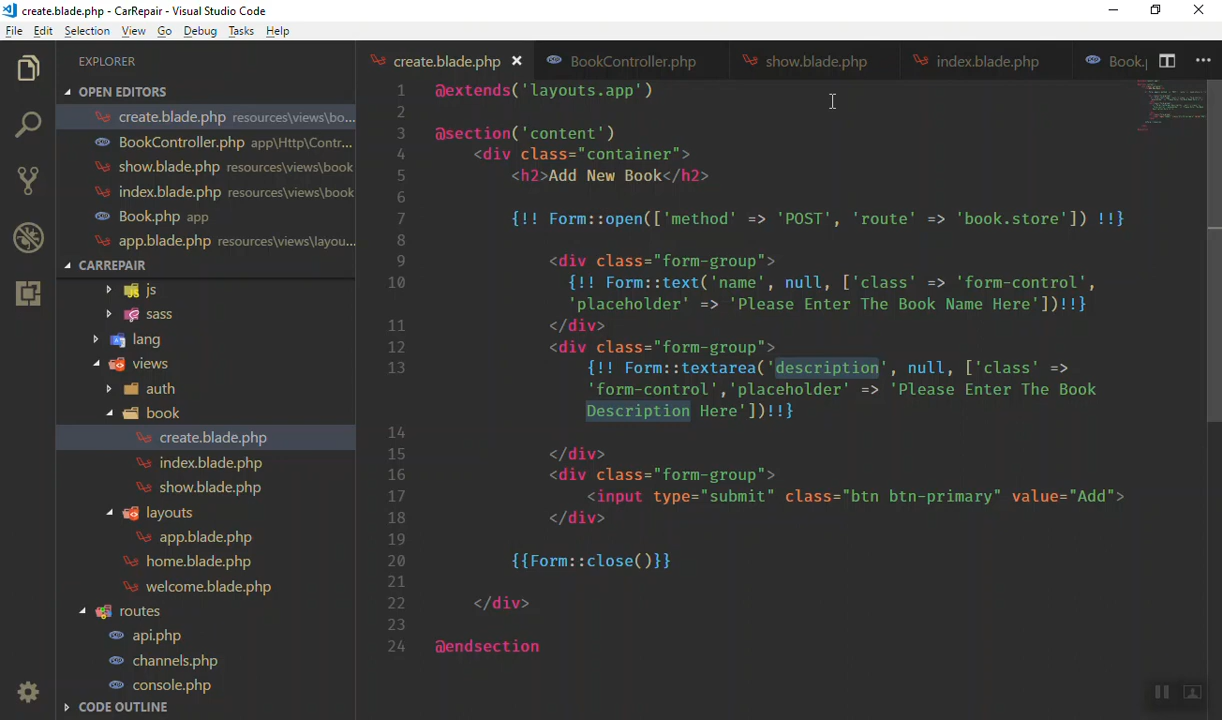 create.blade.php - CarRepair - Visual Studio Code
File Edit Selection View Go Debug Tasks Help
EXPLORER
OPEN EDITORS
create.blade.php resources\views\bo...
BookController.php app\Http\Contr...
show.blade.php resources\views\book
index.blade.php resources\views\book
Book.php app
app.blade.php resources\views\layou...
CARREPAIR
js
sass
lang
views
auth
book
create.blade.php
index.blade.php
show.blade.php
layouts
app.blade.php
home.blade.php
welcome.blade.php
routes
api.php
channels.php
console.php
CODE OUTLINE
create.blade.php BookController.php show.blade.php index.blade.php Book.
1 @extends('layouts.app')
2
3 @section('content')
4 <div class="container">
5 <h2>Add New Book</h2>
6
7 {!! Form::open(['method' => 'POST', 'route' => 'book.store']) !!}
8
9 <div class="form-group">
10 {!! Form::text('name', null, ['class' => 'form-control',
'placeholder' => 'Please Enter The Book Name Here'])!!}
11 </div>
12 <div class="form-group">
13 {!! Form::textarea('description', null, ['class' =>
'form-control','placeholder' => 'Please Enter The Book
Description Here'])!!}
14
15 </div>
16 <div class="form-group">
17 <input type="submit" class="btn btn-primary" value="Add">
18 </div>
19
20 {{Form::close()}}
21
22 </div>
23
24 @endsection